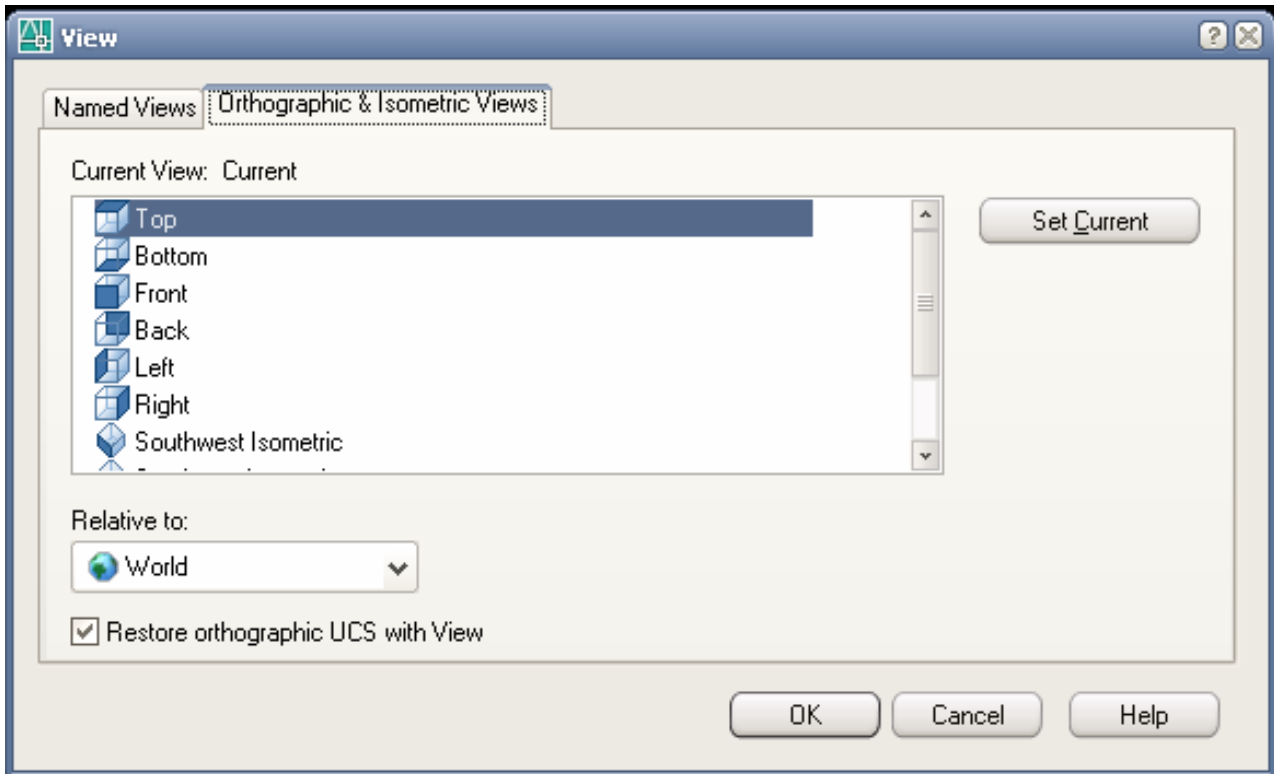 View
Named Views
Orthographic & Isometric Views
Current View: Current
Top
Set Current
Bottom
Front
Back
Left
Right
Southwest Isometric
Relative to:
World
Restore orthographic UCS with View
OK
Cancel
Help